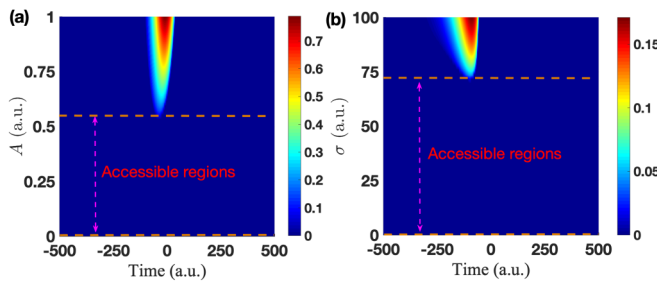 (a)
1
0.75
0.5
0.25
0
A (a.u.)
Accessible regions
-500 -250 0 250 500
Time (a.u.)
0.7
0.6
0.5
0.4
0.3
0.2
0.1
0
(b)
100
75
50
25
0
σ (a.u.)
Accessible regions
-500 -250 0 250 500
Time (a.u.)
0.15
0.1
0.05
0